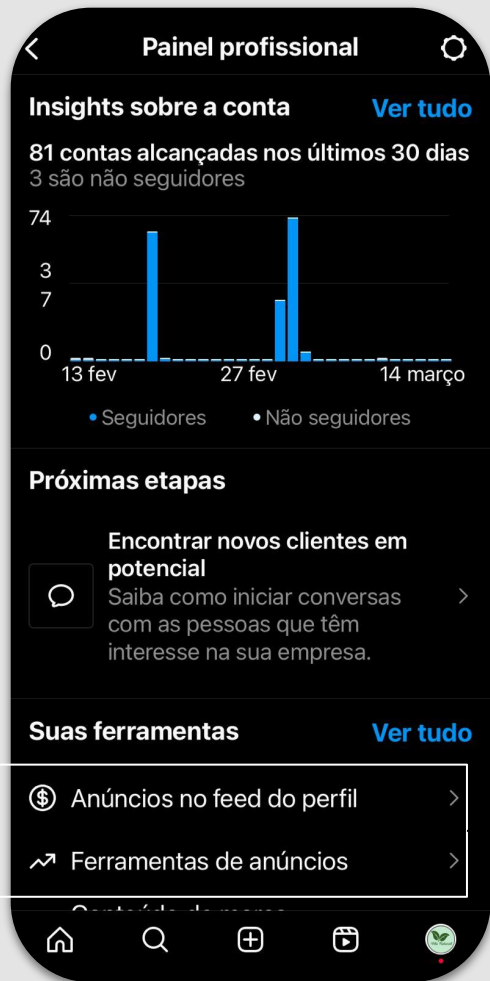 Painel profissional
Insights sobre a conta Ver tudo
81 contas alcançadas nos últimos 30 dias
3 são não seguidores
74
3
7
0
13 fev 27 fev 14 março
Seguidores Não seguidores
Próximas etapas
Encontrar novos clientes em
potencial
Saiba como iniciar conversas
com as pessoas que têm
interesse na sua empresa.
Suas ferramentas Ver tudo
Anúncios no feed do perfil
Ferramentas de anúncios